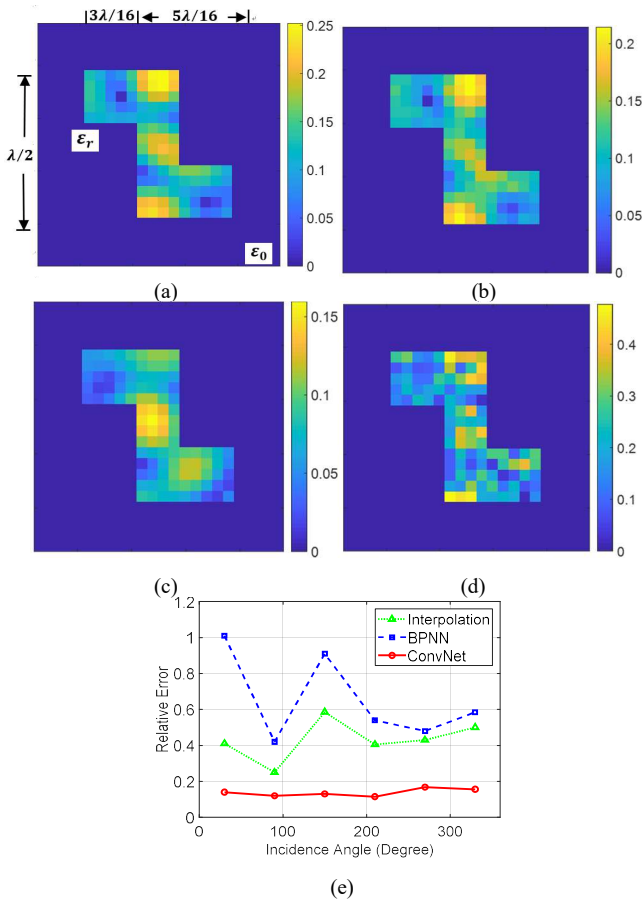 3λ/16 5λ/16
λ/2
ε_r
ε_0
0.25
0.2
0.15
0.1
0.05
0
(a)
0.2
0.15
0.1
0.05
0
(b)
0.15
0.1
0.05
0
(c)
0.4
0.3
0.2
0.1
0
(d)
1.2
1
0.8
0.6
0.4
0.2
0
Relative Error
Interpolation
BPNN
ConvNet
0 100 200 300
Incidence Angle (Degree)
(e)